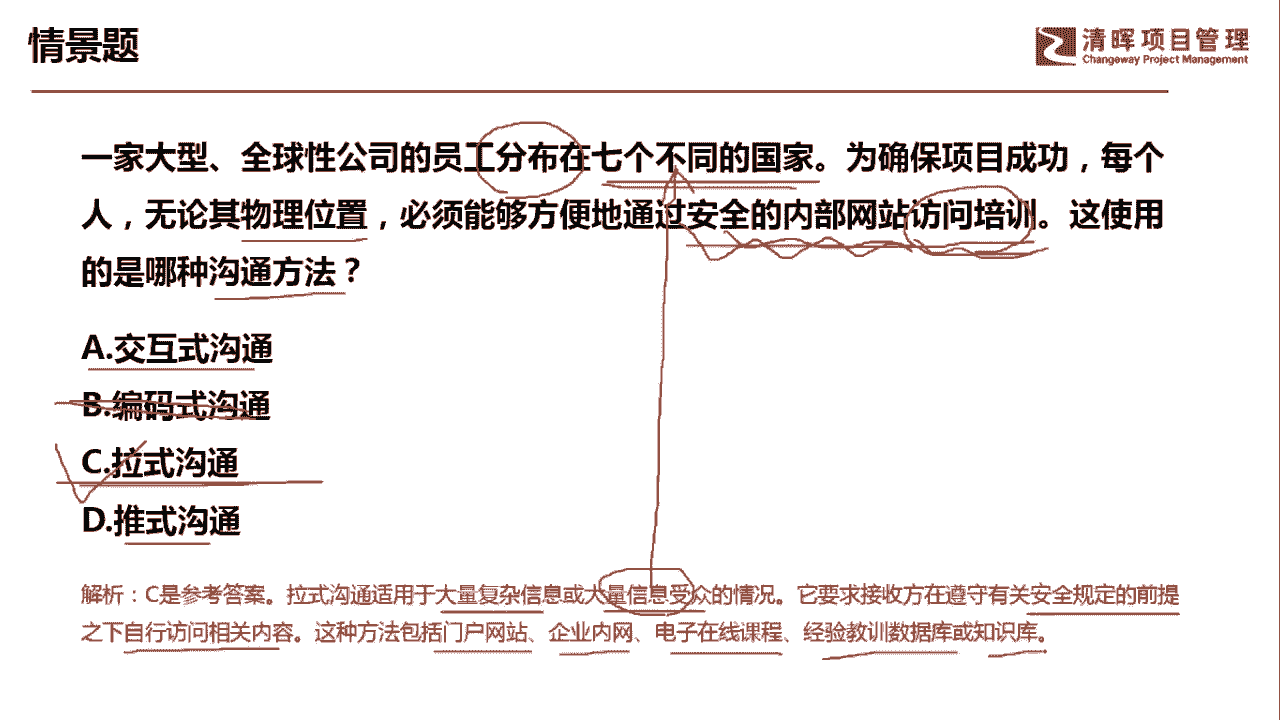 情景题
清晖项目管理
Changeway Project Management
一家大型、全球性公司的员工分布在七个不同的国家。为确保项目成功，每个
人，无论其物理位置，必须能够方便地通过安全的内部网站访问培训。这使用
的是哪种沟通方法？
A.交互式沟通
B.编码式沟通
C.拉式沟通
D.推式沟通
解析：C是参考答案。拉式沟通适用于大量复杂信息或大量信息受众的情况。它要求接收方在遵守有关安全规定的前提
之下自行访问相关内容。这种方法包括门户网站、企业内网、电子在线课程、经验教训数据库或知识库。